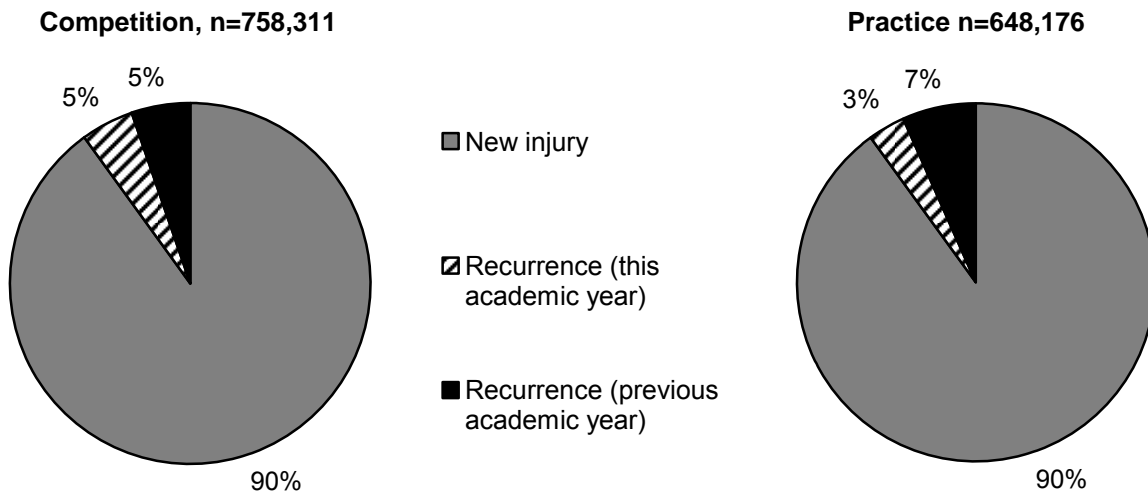 Competition, n=758,311
5%
5%
90%
New injury
Recurrence (this
academic year)
Recurrence (previous
academic year)
Practice n=648,176
3%
7%
90%